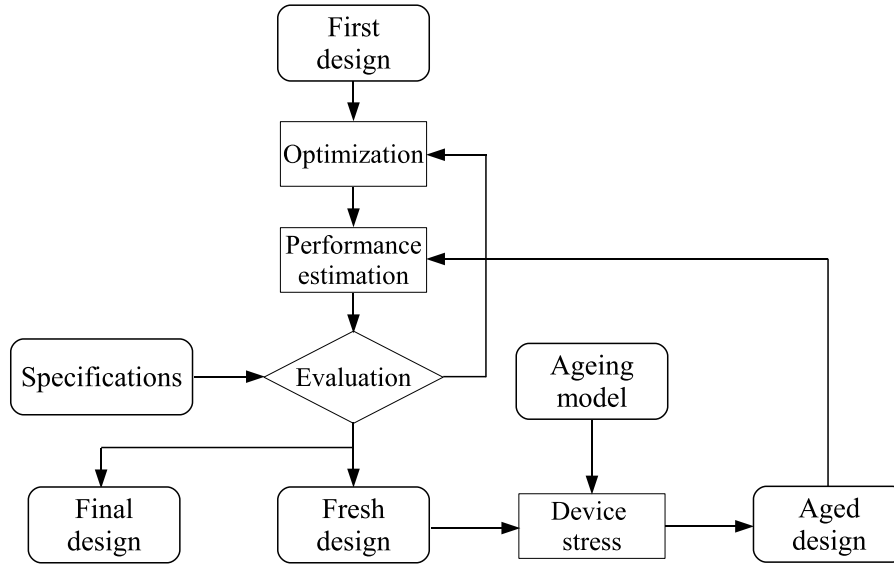 First
design
Optimization
Performance
estimation
Specifications
Evaluation
Ageing
model
Final
design
Fresh
design
Device
stress
Aged
design